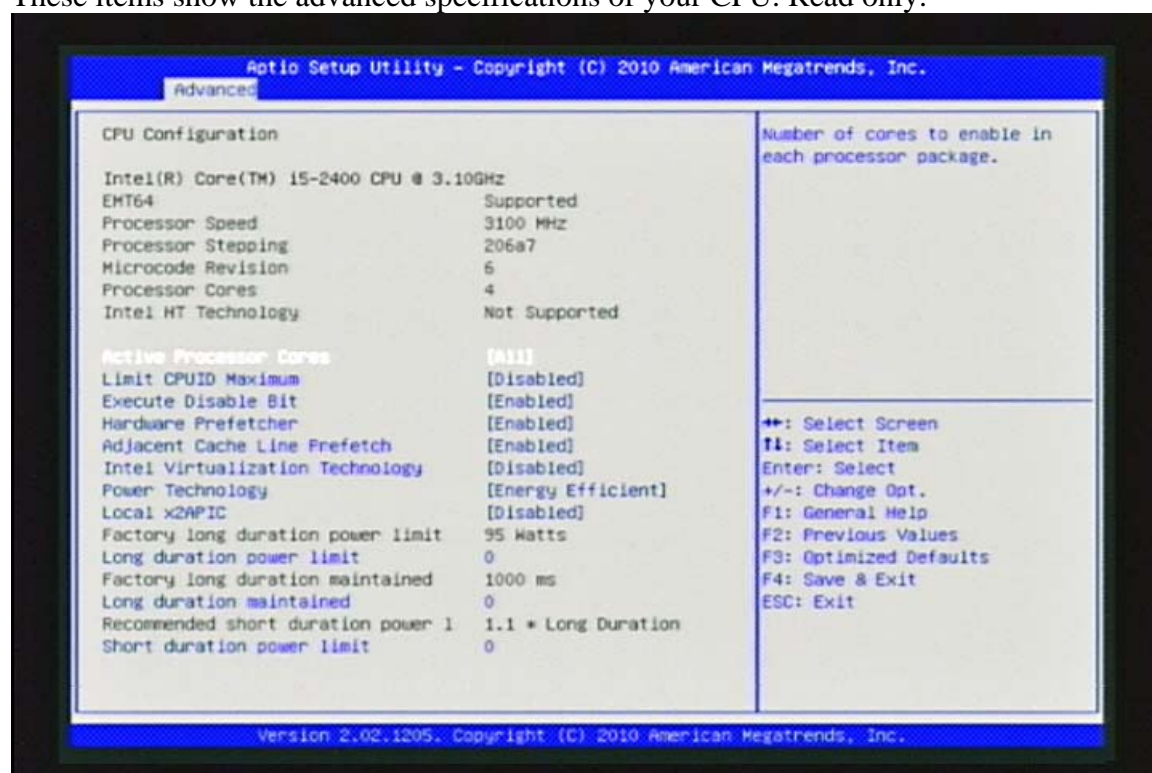 These items show the advanced specifications of your CPU. Read only.
Aptio Setup Utility – Copyright (C) 2010 American Megatrends, Inc.
Advanced
CPU Configuration
Intel(R) Core(TM) i5-2400 CPU @ 3.10GHz
EMT64 Supported
Processor Speed 3100 MHz
Processor Stepping 206a7
Microcode Revision 6
Processor Cores 4
Intel HT Technology Not Supported
Active Processor Cores [All]
Limit CPUID Maximum [Disabled]
Execute Disable Bit [Enabled]
Hardware Prefetcher [Enabled]
Adjacent Cache Line Prefetch [Enabled]
Intel Virtualization Technology [Disabled]
Power Technology [Energy Efficient]
Local x2APIC [Disabled]
Factory long duration power limit 95 Watts
Long duration power limit 0
Factory long duration maintained 1000 ms
Long duration maintained 0
Recommended short duration power l 1.1 * Long Duration
Short duration power limit 0
Number of cores to enable in
each processor package.
→←: Select Screen
↑↓: Select Item
Enter: Select
+/-: Change Opt.
F1: General Help
F2: Previous Values
F3: Optimized Defaults
F4: Save & Exit
ESC: Exit
Version 2.02.1205. Copyright (C) 2010 American Megatrends, Inc.